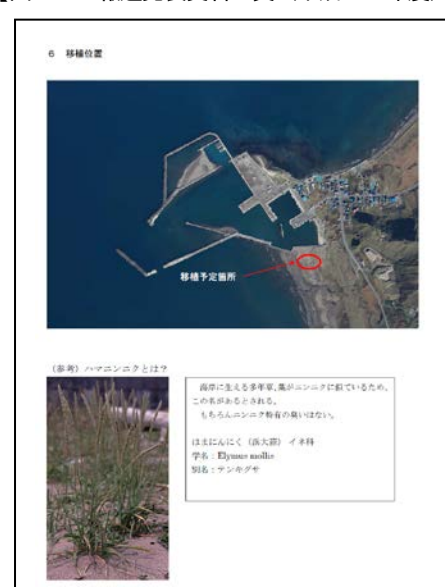 6 移植位置
移植予定箇所
(参考) ハマニンニクとは?
海岸に生える多年草、葉がニンニクに似ているため、
この名があるとされる。
もちろんニンニク特有の臭いはない。
はまにんにく (浜大蒜) イネ科
学名:Elymus mollis
別名:テンキグサ